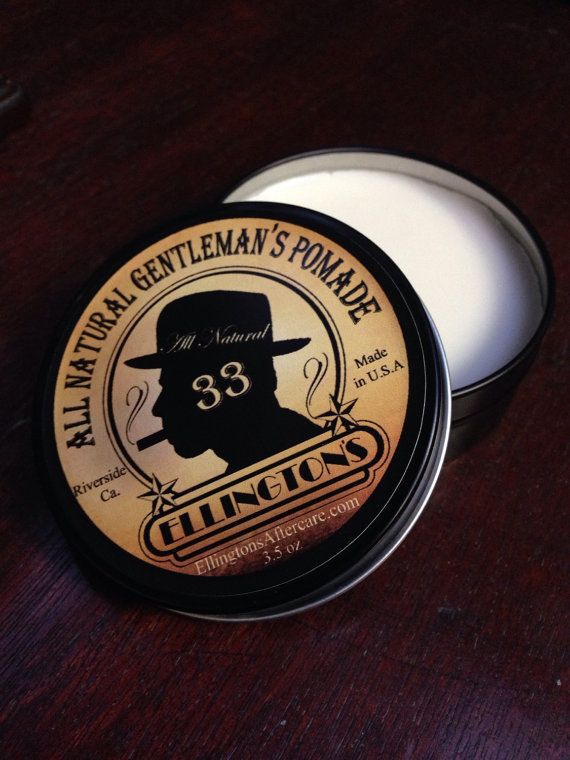 ALL NATURAL GENTLEMAN'S POMADE
All Natural
33
Made
in U.S.A
Riverside
Ca.
ELLINGTON'S
EllingtonsAftercare.com
3.5 oz